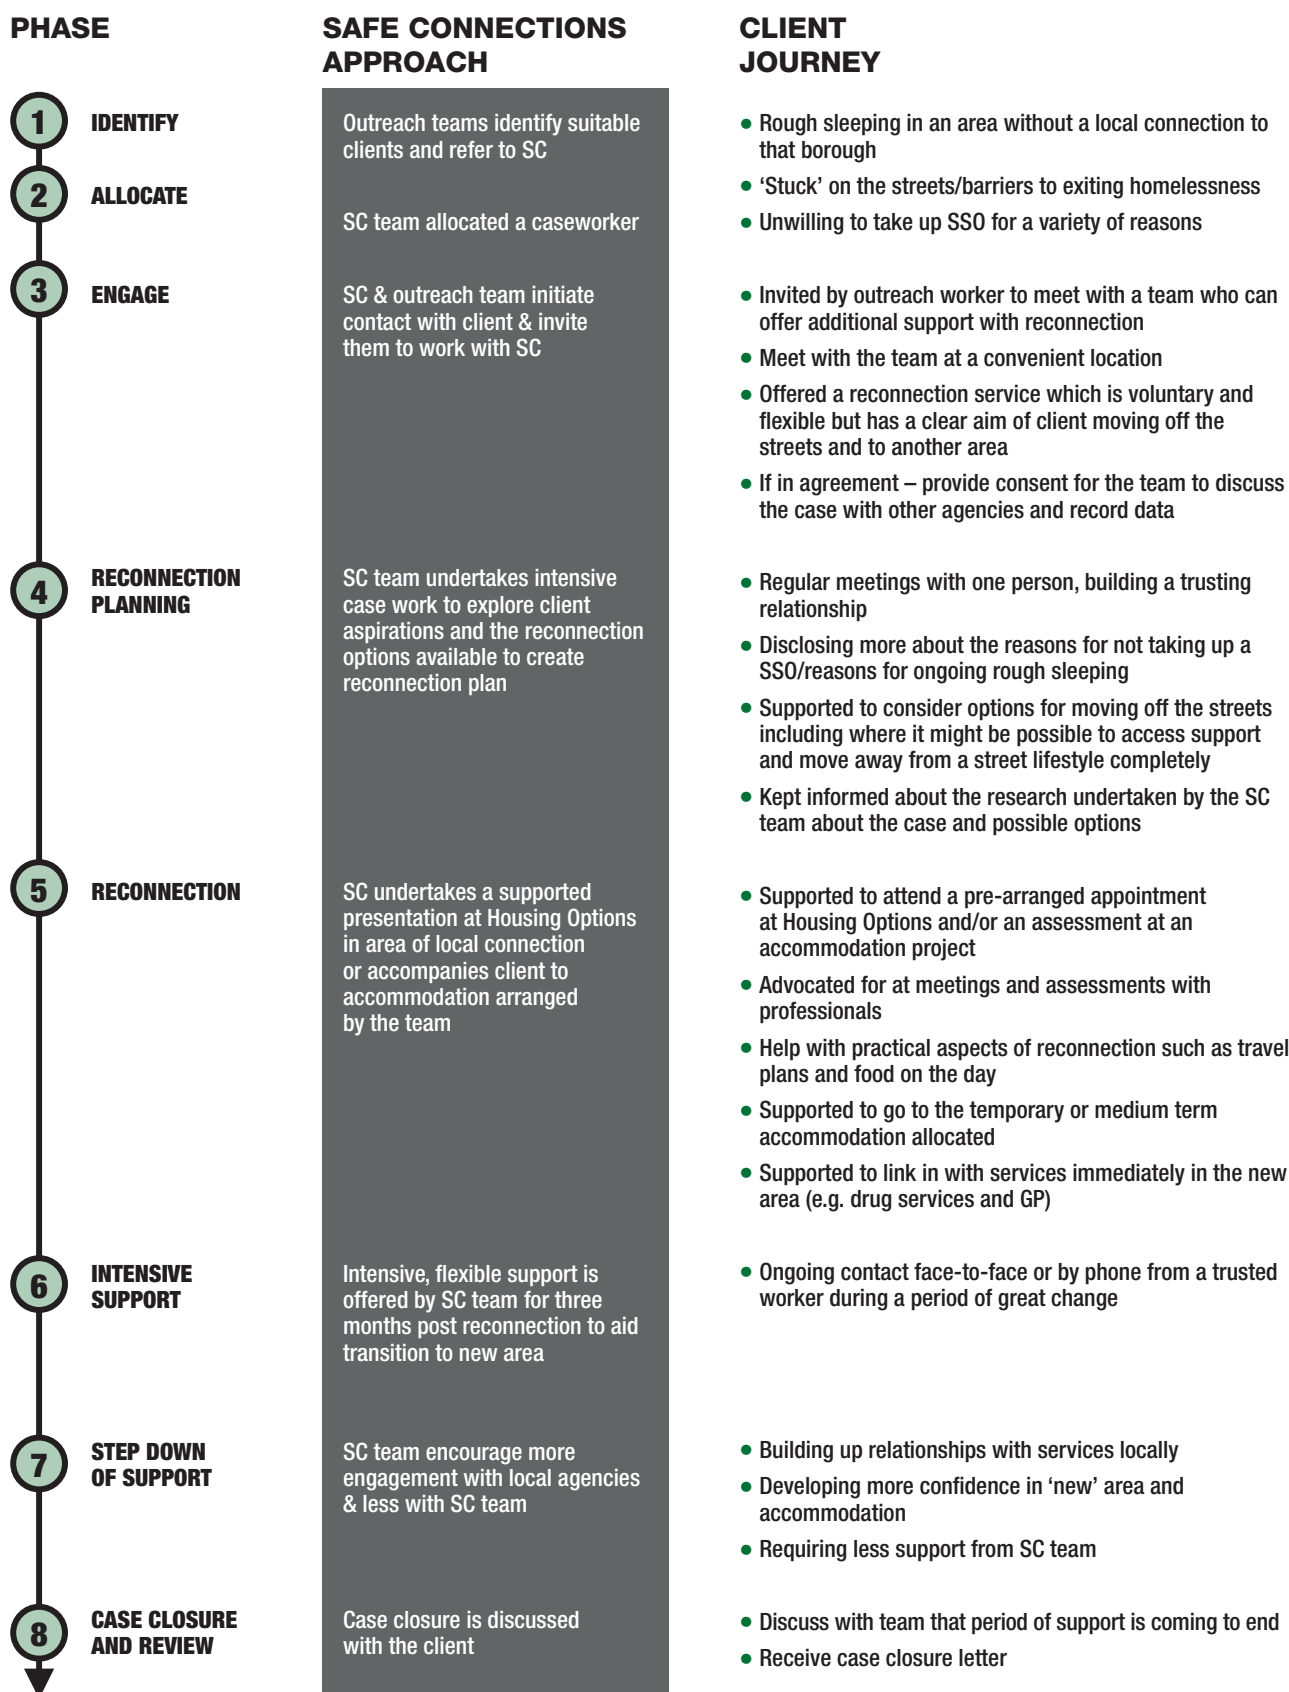 PHASE
SAFE CONNECTIONS
APPROACH
CLIENT
JOURNEY
1
IDENTIFY
Outreach teams identify suitable
clients and refer to SC
• Rough sleeping in an area without a local connection to
that borough
• ‘Stuck’ on the streets/barriers to exiting homelessness
• Unwilling to take up SSO for a variety of reasons
2
ALLOCATE
SC team allocated a caseworker
3
ENGAGE
SC & outreach team initiate
contact with client & invite
them to work with SC
• Invited by outreach worker to meet with a team who can
offer additional support with reconnection
• Meet with the team at a convenient location
• Offered a reconnection service which is voluntary and
flexible but has a clear aim of client moving off the
streets and to another area
• If in agreement – provide consent for the team to discuss
the case with other agencies and record data
4
RECONNECTION
PLANNING
SC team undertakes intensive
case work to explore client
aspirations and the reconnection
options available to create
reconnection plan
• Regular meetings with one person, building a trusting
relationship
• Disclosing more about the reasons for not taking up a
SSO/reasons for ongoing rough sleeping
• Supported to consider options for moving off the streets
including where it might be possible to access support
and move away from a street lifestyle completely
• Kept informed about the research undertaken by the SC
team about the case and possible options
5
RECONNECTION
SC undertakes a supported
presentation at Housing Options
in area of local connection
or accompanies client to
accommodation arranged
by the team
• Supported to attend a pre-arranged appointment
at Housing Options and/or an assessment at an
accommodation project
• Advocated for at meetings and assessments with
professionals
• Help with practical aspects of reconnection such as travel
plans and food on the day
• Supported to go to the temporary or medium term
accommodation allocated
• Supported to link in with services immediately in the new
area (e.g. drug services and GP)
6
INTENSIVE
SUPPORT
Intensive, flexible support is
offered by SC team for three
months post reconnection to aid
transition to new area
• Ongoing contact face-to-face or by phone from a trusted
worker during a period of great change
7
STEP DOWN
OF SUPPORT
SC team encourage more
engagement with local agencies
& less with SC team
• Building up relationships with services locally
• Developing more confidence in ‘new’ area and
accommodation
• Requiring less support from SC team
8
CASE CLOSURE
AND REVIEW
Case closure is discussed
with the client
• Discuss with team that period of support is coming to end
• Receive case closure letter